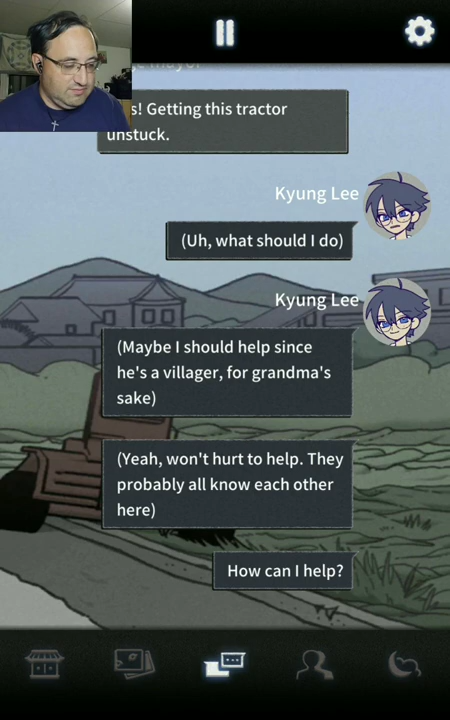 s! Getting this tractor
unstuck.
Kyung Lee
(Uh, what should I do)
Kyung Lee
(Maybe I should help since
he's a villager, for grandma's
sake)
(Yeah, won't hurt to help. They
probably all know each other
here)
How can I help?